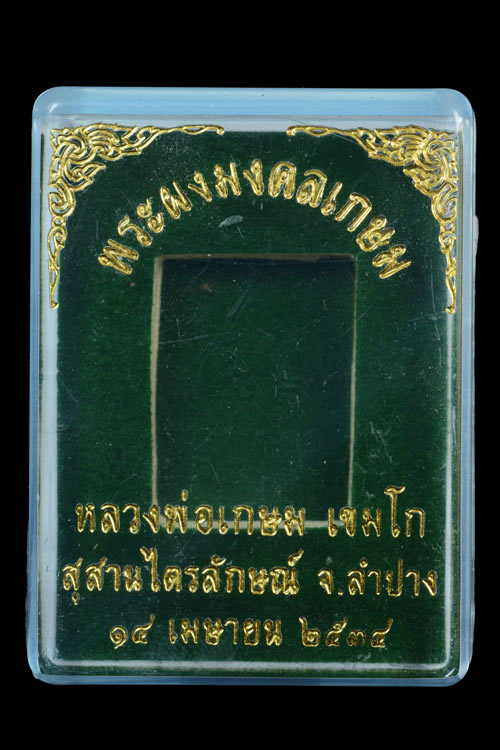 พระผงมงคลเกษม
หลวงพ่อเกษม เขมโก
สุสานไตรลักษณ์ จ.ลำปาง
๑๔ เมษายน ๒๕๓๔